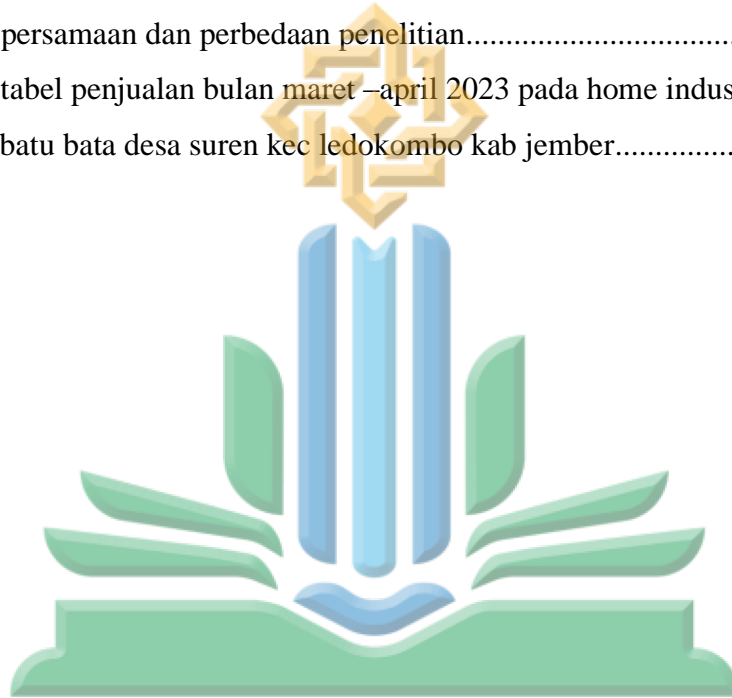 persamaan dan perbedaan penelitian.................................
tabel penjualan bulan maret –april 2023 pada home indus
batu bata desa suren kec ledokombo kab jember...............